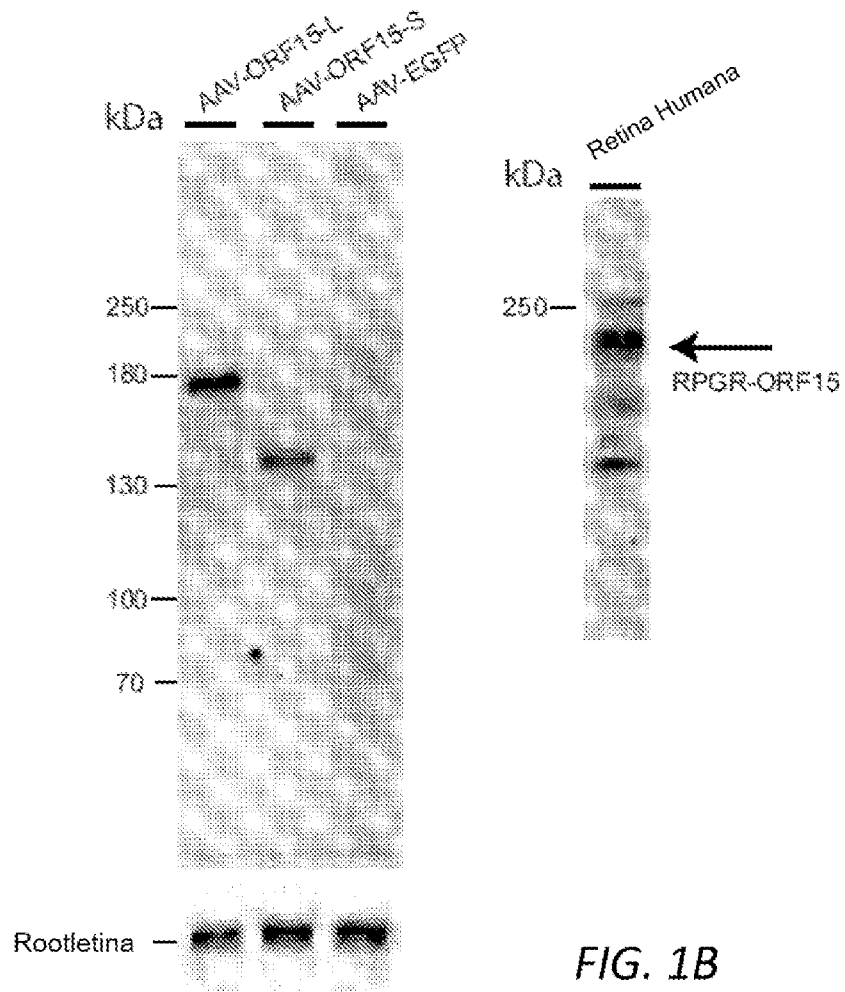 AAV-ORF15-L
AAV-ORF15-S
AAV-EGFP
kDa
250
180
130
100
70
Rootletina
Retina Humana
kDa
250
RPGR-ORF15
FIG. 1B